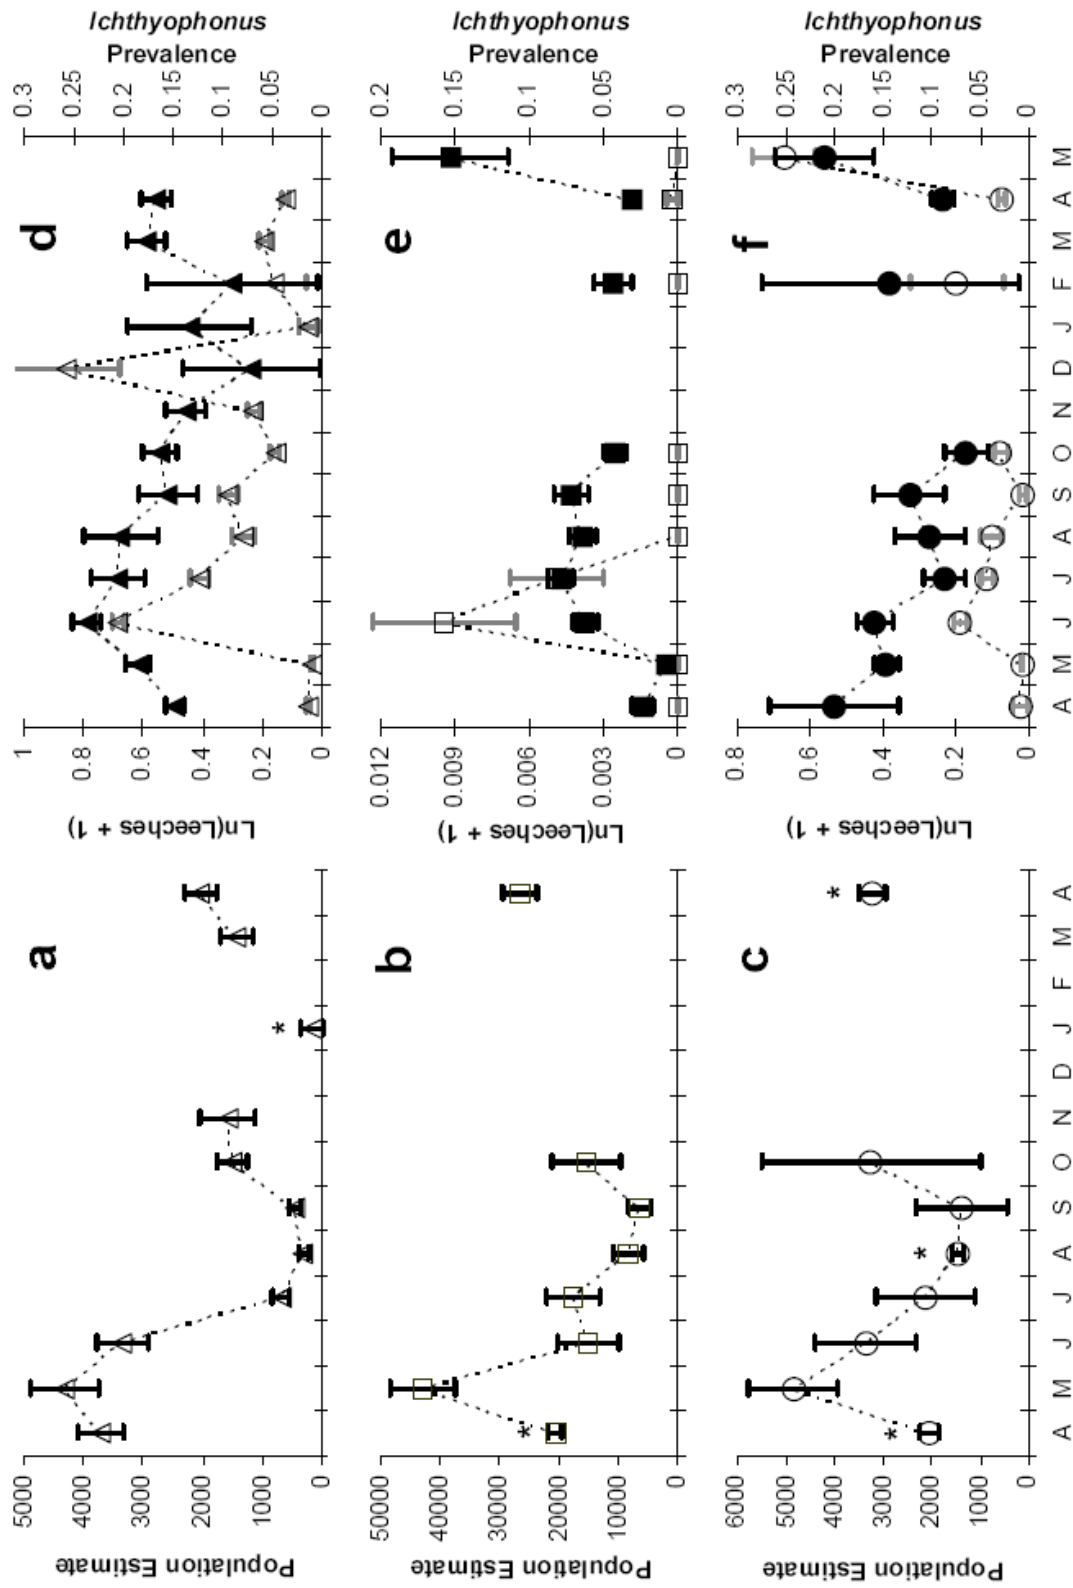 a
Population Estimate
5000
4000
3000
2000
1000
0
*
d
Ln(Leeches + 1)
1
0.8
0.6
0.4
0.2
0
Ichthyophonus
Prevalence
0.3
0.25
0.2
0.15
0.1
0.05
0
b
Population Estimate
50000
40000
30000
20000
10000
0
*
e
Ln(Leeches + 1)
0.012
0.009
0.006
0.003
0
Ichthyophonus
Prevalence
0.2
0.15
0.1
0.05
0
c
Population Estimate
6000
5000
4000
3000
2000
1000
0
* * *
A M J J A S O N D J F M A
f
Ln(Leeches + 1)
0.8
0.6
0.4
0.2
0
Ichthyophonus
Prevalence
0.3
0.25
0.2
0.15
0.1
0.05
0
A M J J A S O N D J F M A M